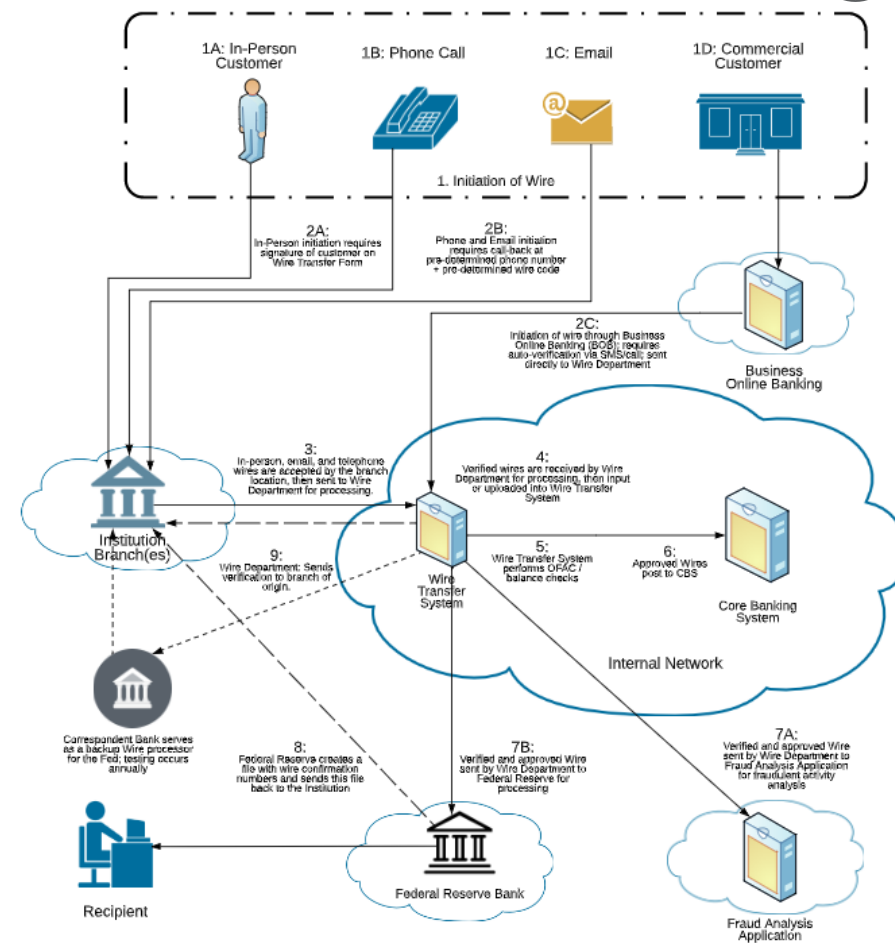 1A: In-Person
Customer
1B: Phone Call
1C: Email
1D: Commercial
Customer
@
1. Initiation of Wire
2A:
In-Person initiation requires
signature of customer on
Wire Transfer Form
2B:
Phone and Email initiation
requires call-back at
pre-determined phone number
+ pre-determined wire code
2C:
Initiation of wire through Business
Online Banking (BOB); requires
auto-verification via SMS/call; sent
directly to Wire Department
Business
Online Banking
3:
In-person, email, and telephone
wires are accepted by the branch
location, then sent to Wire
Department for processing.
4:
Verified wires are received by Wire
Department for processing, then input
or uploaded into Wire Transfer
System
Institution
Branch(es)
9:
Wire Department: Sends
verification to branch of
origin.
Wire
Transfer
System
5:
Wire Transfer System
performs OFAC /
balance checks
6:
Approved Wires
post to CBS
Core Banking
System
Internal Network
Correspondent Bank serves
as a backup Wire processor
for the Fed; testing occurs
annually
8:
Federal Reserve creates a
file with wire confirmation
numbers and sends this file
back to the Institution
7B:
Verified and approved Wire
sent by Wire Department to
Federal Reserve for
processing
7A:
Verified and approved Wire
sent by Wire Department to
Fraud Analysis Application
for fraudulent activity
analysis
Recipient
Federal Reserve Bank
Fraud Analysis
Application